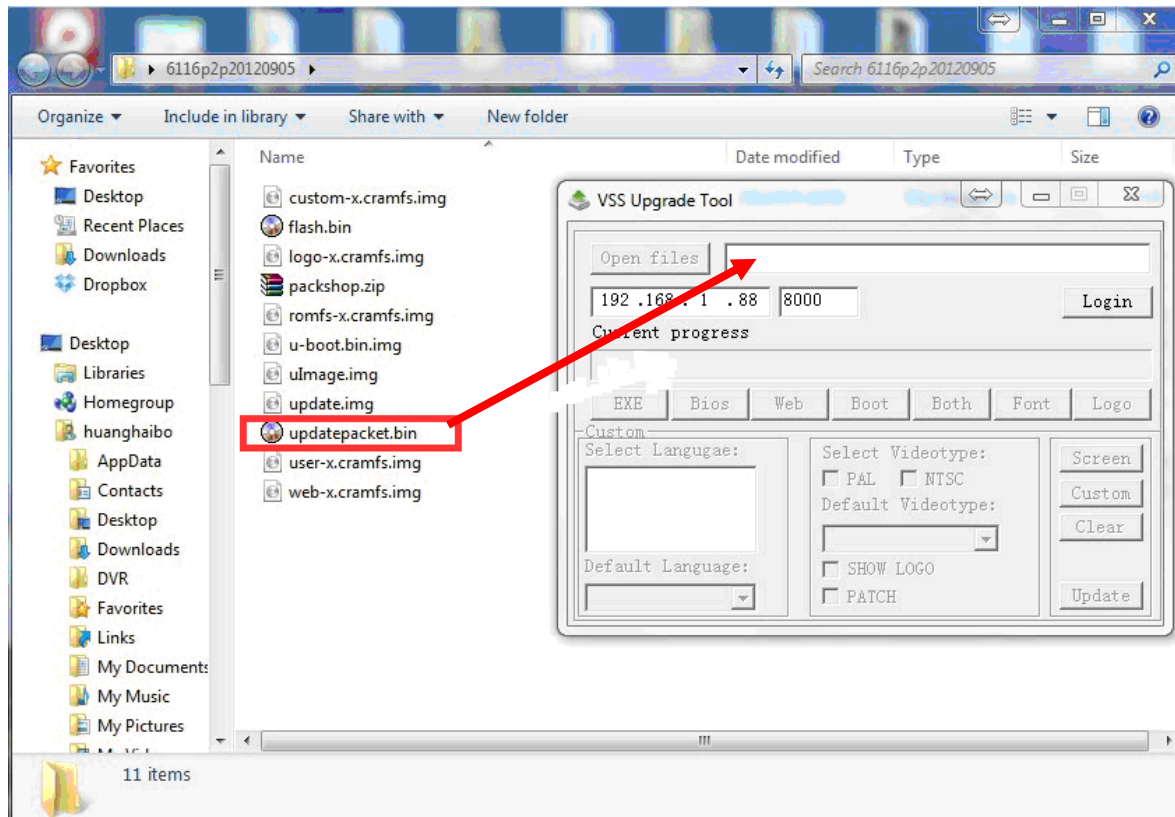 6116p2p20120905
Search 6116p2p20120905
Organize
Include in library
Share with
New folder
Name
Date modified
Type
Size
Favorites
Desktop
Recent Places
Downloads
Dropbox
Desktop
Libraries
Homegroup
huanghaibo
AppData
Contacts
Desktop
Downloads
DVR
Favorites
Links
My Documents
My Music
My Pictures
custom-x.cramfs.img
flash.bin
logo-x.cramfs.img
packshop.zip
romfs-x.cramfs.img
u-boot.bin.img
uImage.img
update.img
updatepacket.bin
user-x.cramfs.img
web-x.cramfs.img
VSS Upgrade Tool
Open files
192 .168 . 1 .88 8000
Login
Current progress
EXE Bios Web Boot Both Font Logo
Custom
Select Langugae:
Default Language:
Select Videotype:
PAL NTSC
Default Videotype:
SHOW LOGO
PATCH
Screen
Custom
Clear
Update
11 items